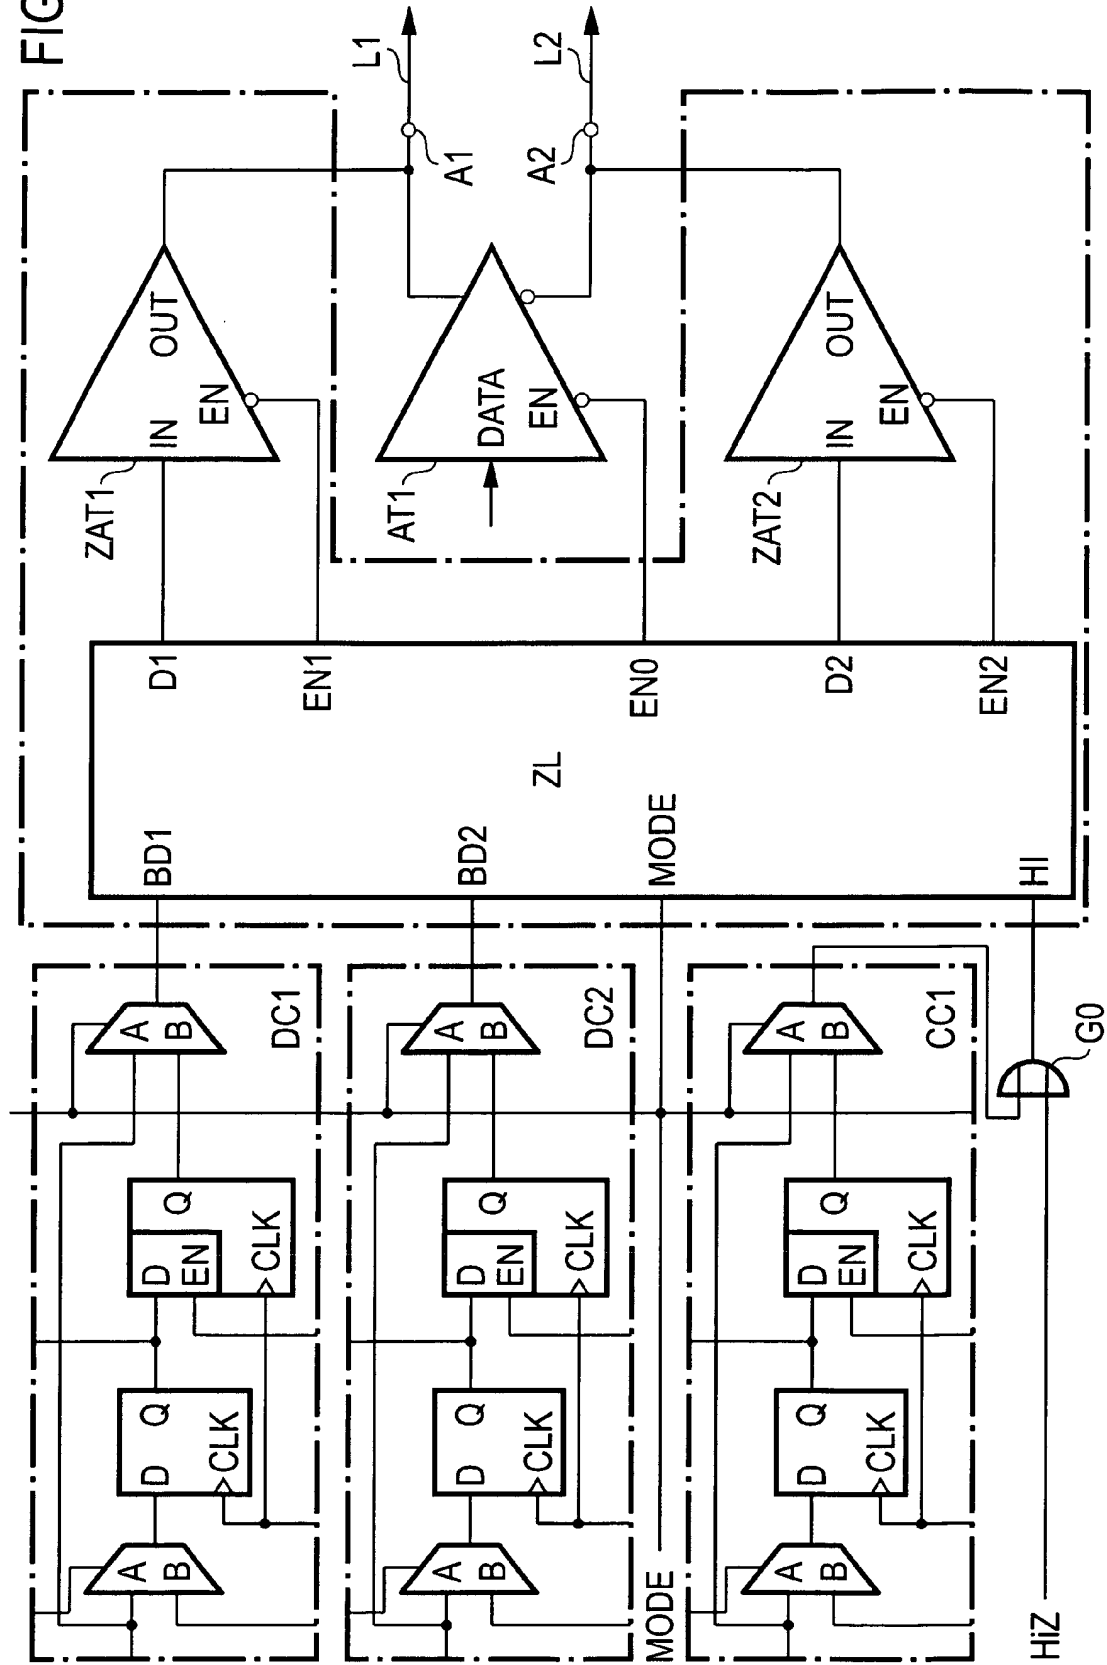 FIG
L1
L2
A1
A2
OUT
IN
EN
ZAT1
DATA
EN
AT1
OUT
IN
EN
ZAT2
D1
EN1
EN0
D2
EN2
ZL
BD1
BD2
MODE
HI
A
B
DC1
A
B
DC2
A
B
CC1
G0
D
Q
EN
CLK
D
Q
EN
CLK
D
Q
EN
CLK
D
Q
CLK
D
Q
CLK
D
Q
CLK
A
B
A
B
A
B
MODE
HiZ